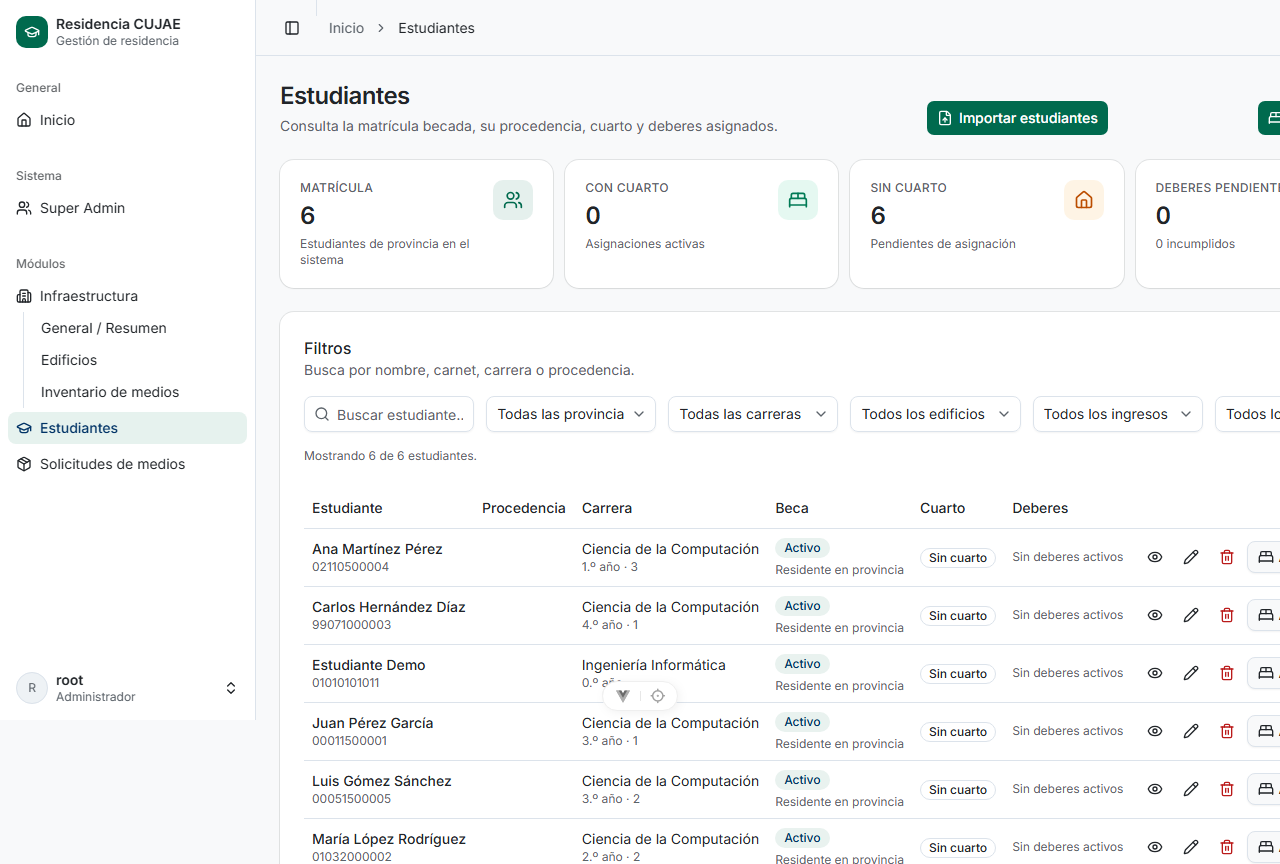 Residencia CUJAE
Gestión de residencia
General
Inicio
Sistema
Super Admin
Módulos
Infraestructura
General / Resumen
Edificios
Inventario de medios
Estudiantes
Solicitudes de medios
R
root
Administrador
Inicio
Estudiantes
Estudiantes
Consulta la matrícula becada, su procedencia, cuarto y deberes asignados.
Importar estudiantes
MATRÍCULA
6
Estudiantes de provincia en el
sistema
CON CUARTO
0
Asignaciones activas
SIN CUARTO
6
Pendientes de asignación
DEBERES PENDIENTE
0
0 incumplidos
Filtros
Busca por nombre, carnet, carrera o procedencia.
Buscar estudiante..
Todas las provincia
Todas las carreras
Todos los edificios
Todos los ingresos
Todos lo
Mostrando 6 de 6 estudiantes.
Estudiante Procedencia Carrera Beca Cuarto Deberes
Ana Martínez Pérez
02110500004
Ciencia de la Computación
1.º año · 3
Activo
Residente en provincia
Sin cuarto
Sin deberes activos
Carlos Hernández Díaz
99071000003
Ciencia de la Computación
4.º año · 1
Activo
Residente en provincia
Sin cuarto
Sin deberes activos
Estudiante Demo
01010101011
Ingeniería Informática
0.º año
Activo
Residente en provincia
Sin cuarto
Sin deberes activos
Juan Pérez García
00011500001
Ciencia de la Computación
3.º año · 1
Activo
Residente en provincia
Sin cuarto
Sin deberes activos
Luis Gómez Sánchez
00051500005
Ciencia de la Computación
3.º año · 2
Activo
Residente en provincia
Sin cuarto
Sin deberes activos
María López Rodríguez
01032000002
Ciencia de la Computación
2.º año · 2
Activo
Residente en provincia
Sin cuarto
Sin deberes activos